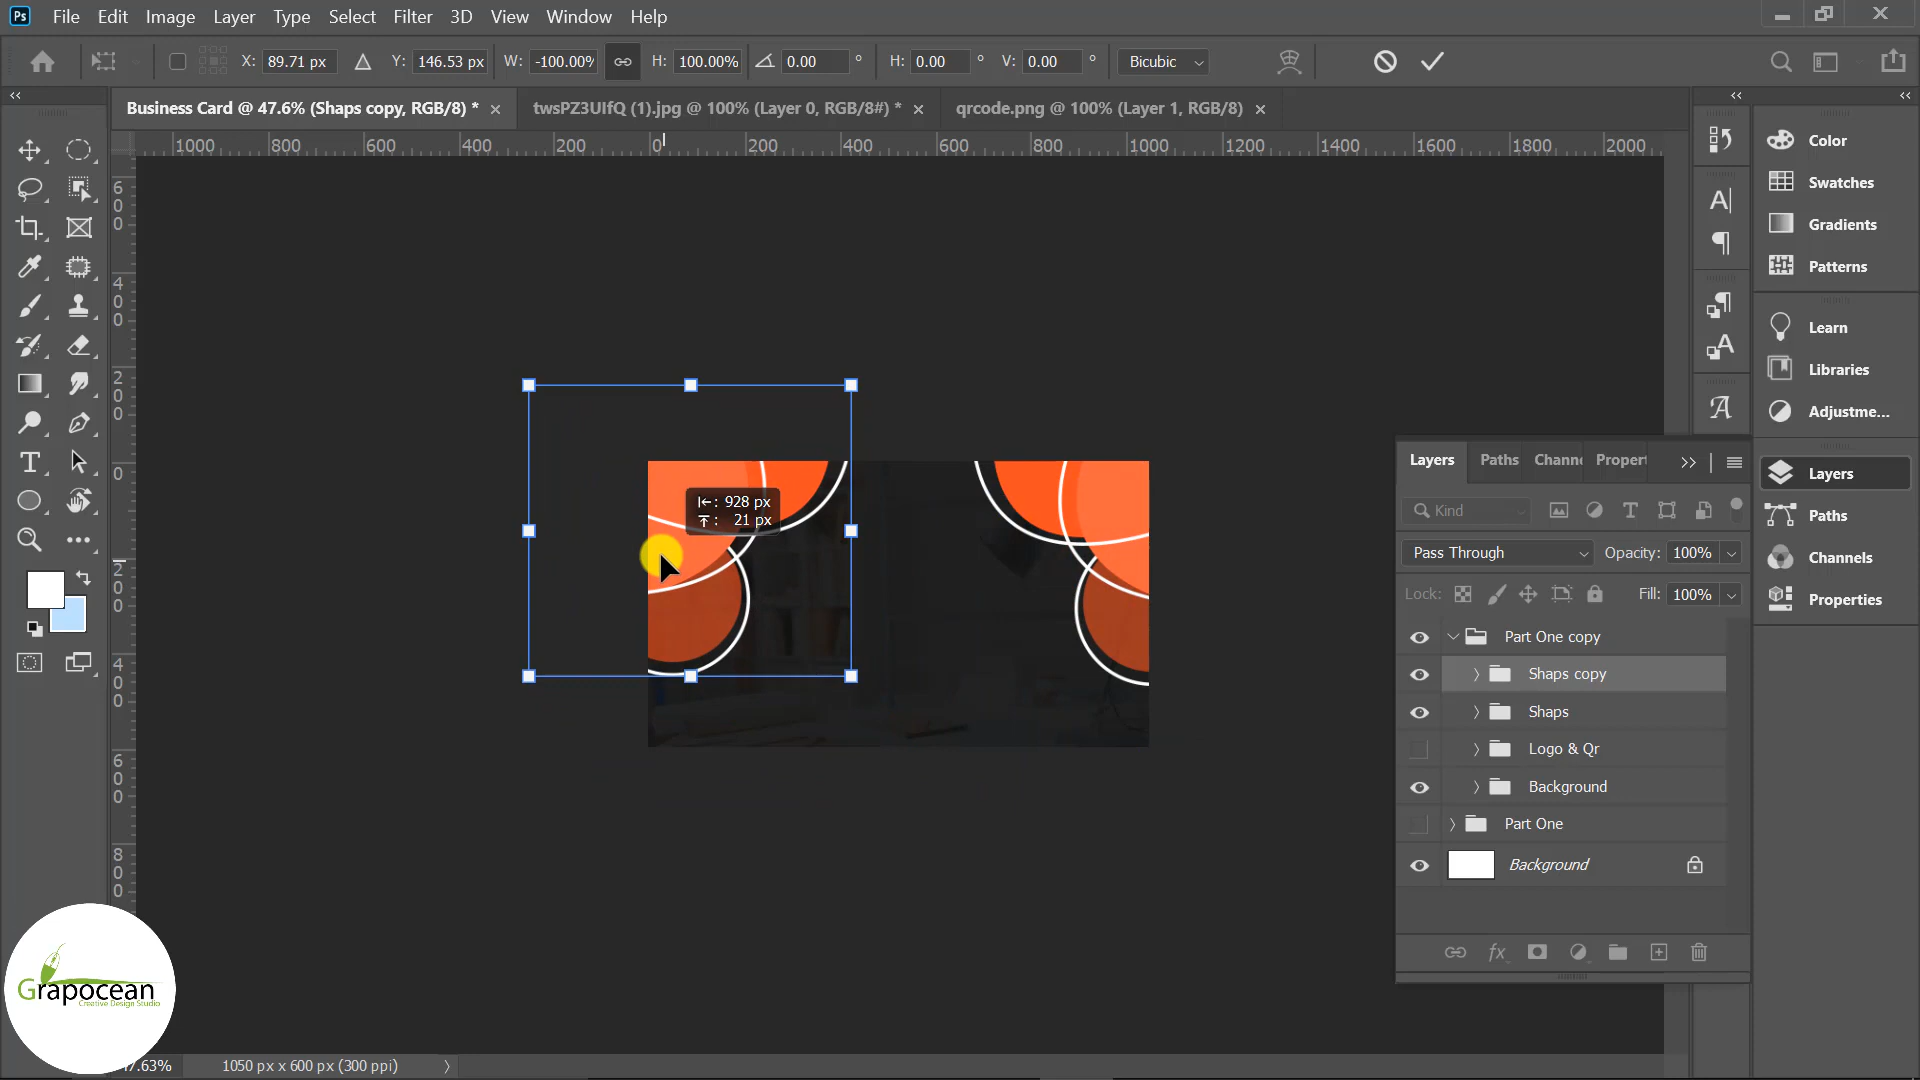 Ps File Edit Image Layer Type Select Filter 3D View Window Help
X: 89.71 px Y: 146.53 px W: -100.00% H: 100.00% 0.00 ° H: 0.00 ° V: 0.00 ° Bicubic
Business Card @ 47.6% (Shaps copy, RGB/8) * × twsPZ3UIfQ (1).jpg @ 100% (Layer 0, RGB/8#) * × qrcode.png @ 100% (Layer 1, RGB/8) ×
1000 800 600 400 200 0 200 400 600 800 1000 1200 1400 1600 1800 2000
600
400
200
0
200
400
600
800
Color
Swatches
Gradients
Patterns
Learn
Libraries
Adjustme...
Layers
Paths
Channels
Properties
928 px
21 px
Layers Paths Channe Propert
Kind
Pass Through Opacity: 100%
Lock: Fill: 100%
Part One copy
Shaps copy
Shaps
Logo & Qr
Background
Part One
Background
fx
Grapocean
Creative Design Studio
7.63% 1050 px x 600 px (300 ppi)